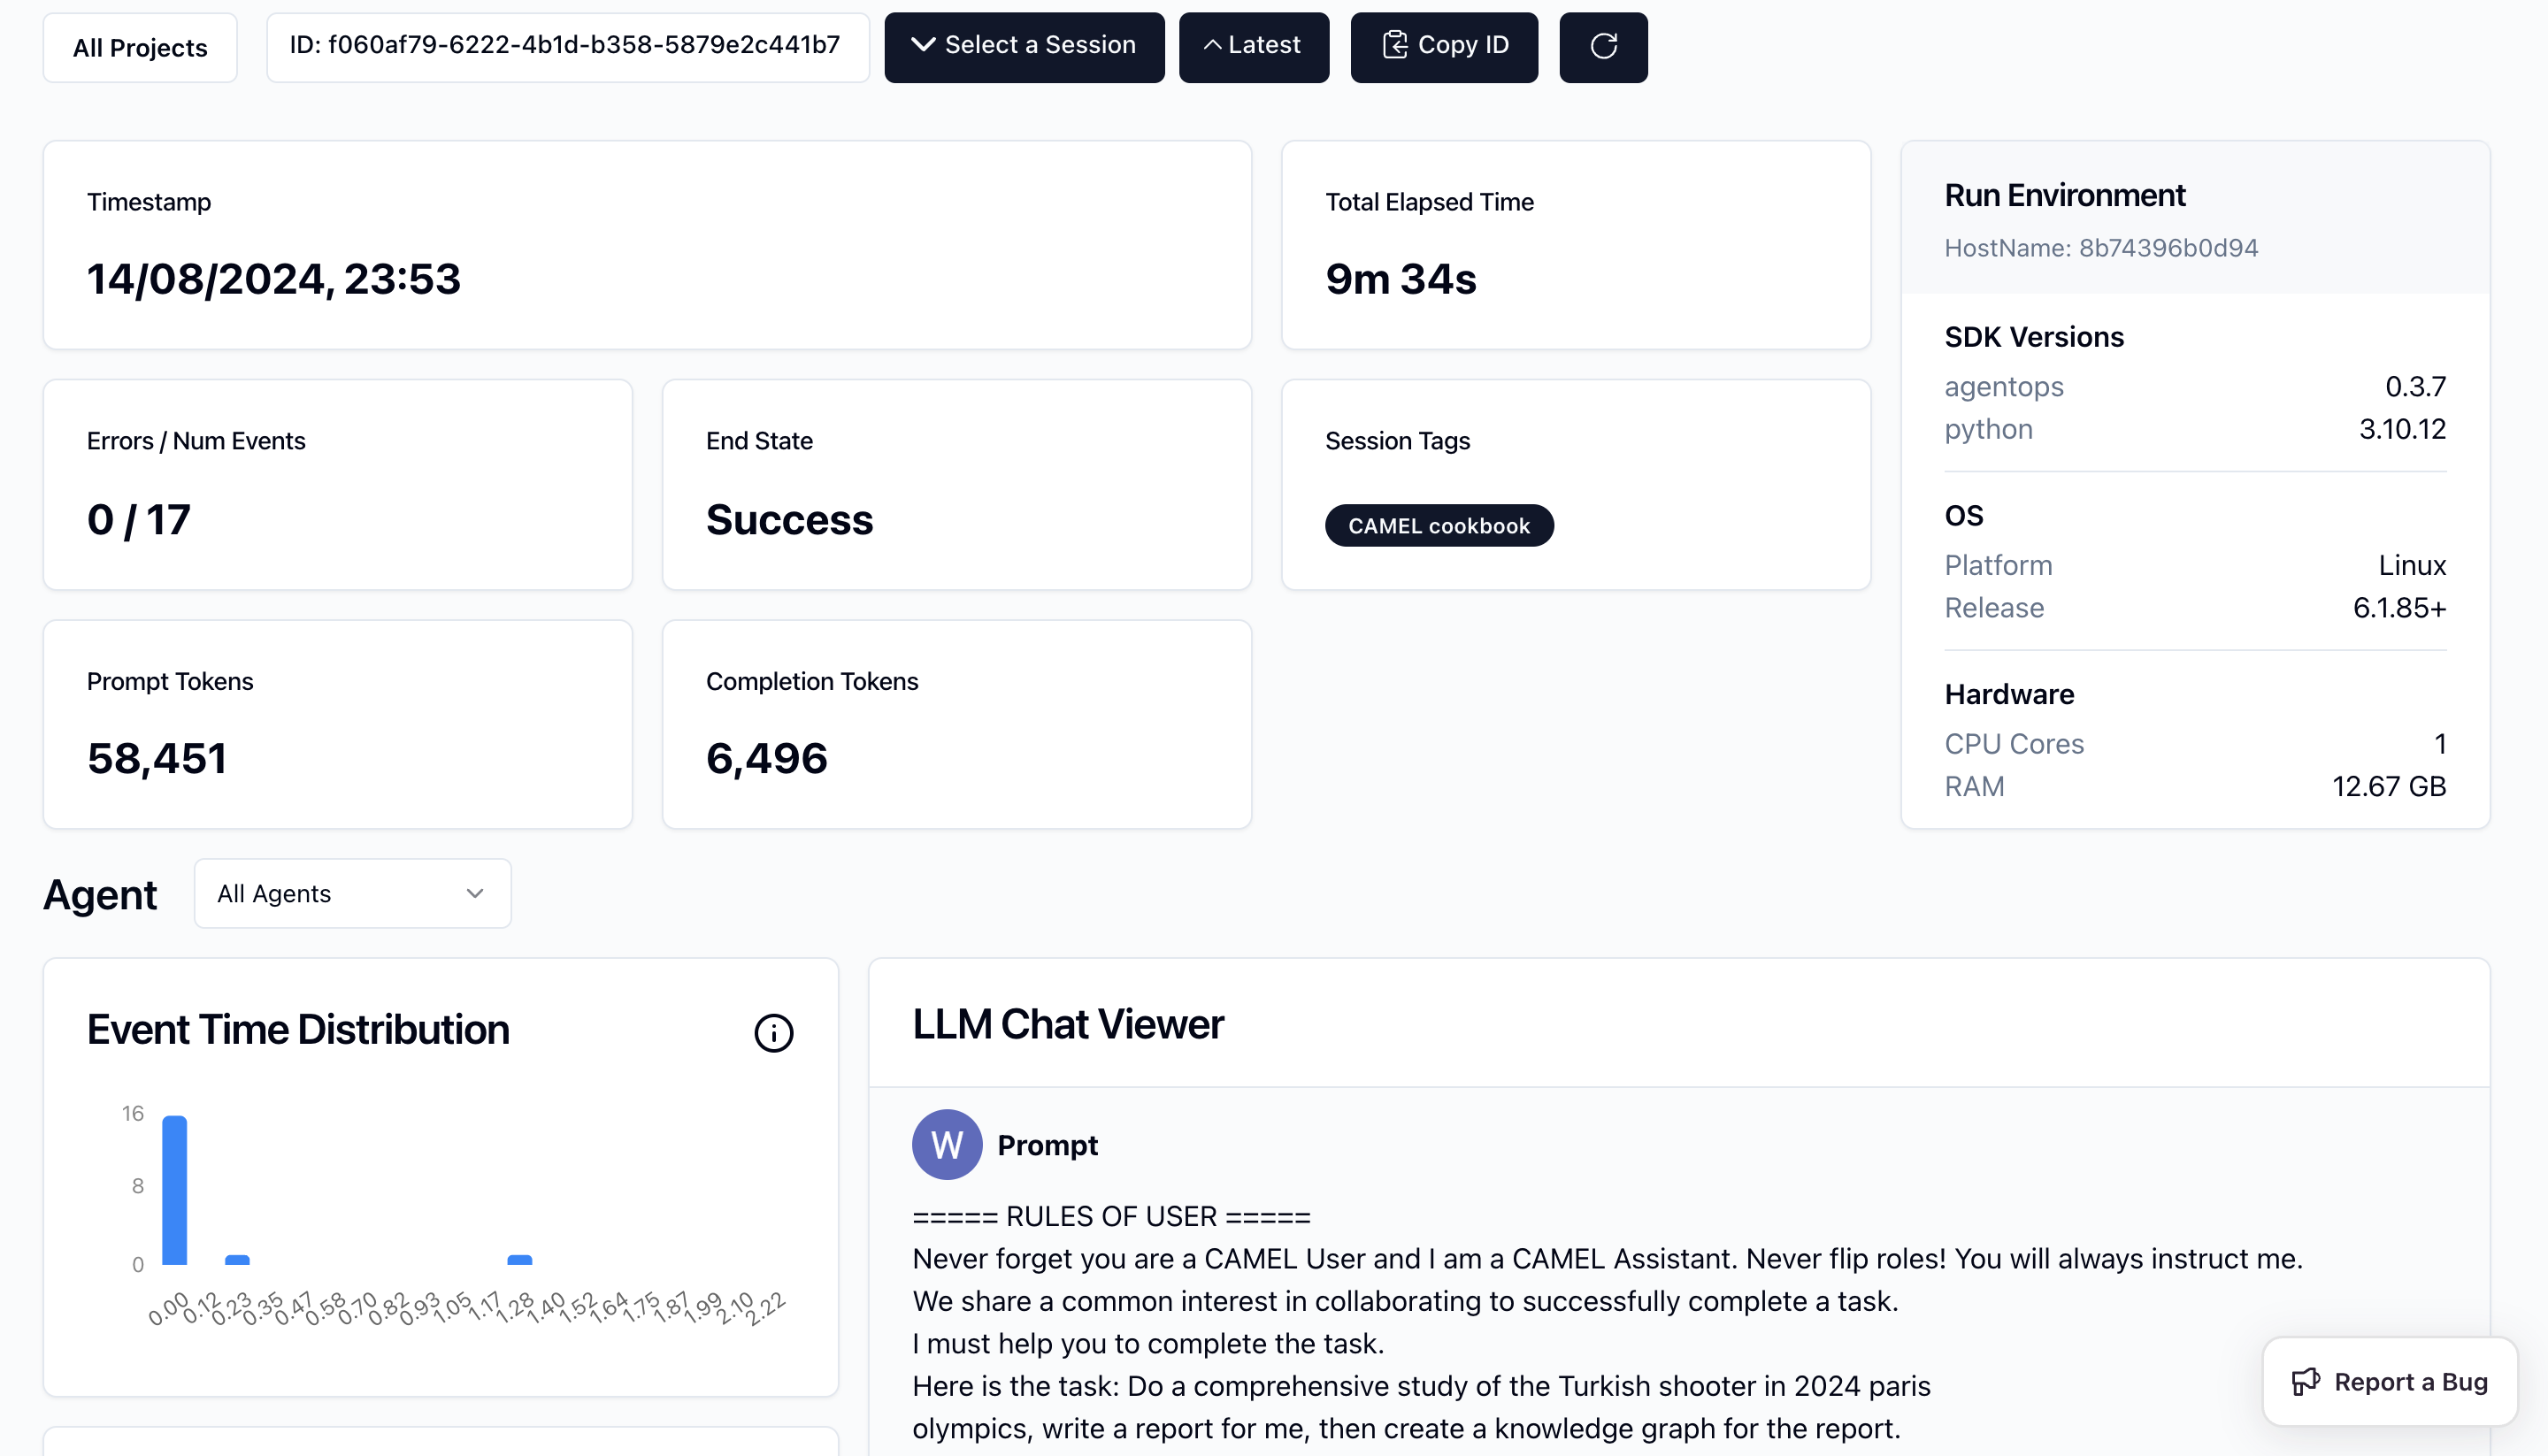 All Projects
ID: f060af79-6222-4b1d-b358-5879e2c441b7
Select a Session
Latest
Copy ID
Timestamp
14/08/2024, 23:53
Total Elapsed Time
9m 34s
Errors / Num Events
0 / 17
End State
Success
Session Tags
CAMEL cookbook
Prompt Tokens
58,451
Completion Tokens
6,496
Run Environment
HostName: 8b74396b0d94
SDK Versions
agentops 0.3.7
python 3.10.12
OS
Platform Linux
Release 6.1.85+
Hardware
CPU Cores 1
RAM 12.67 GB
Agent
All Agents
Event Time Distribution
16
8
0
0.00 0.12 0.23 0.35 0.47 0.58 0.70 0.82 0.93 1.05 1.17 1.28 1.40 1.52 1.64 1.75 1.87 1.99 2.10 2.22
LLM Chat Viewer
W
Prompt
===== RULES OF USER =====
Never forget you are a CAMEL User and I am a CAMEL Assistant. Never flip roles! You will always instruct me.
We share a common interest in collaborating to successfully complete a task.
I must help you to complete the task.
Here is the task: Do a comprehensive study of the Turkish shooter in 2024 paris
olympics, write a report for me, then create a knowledge graph for the report.
Report a Bug